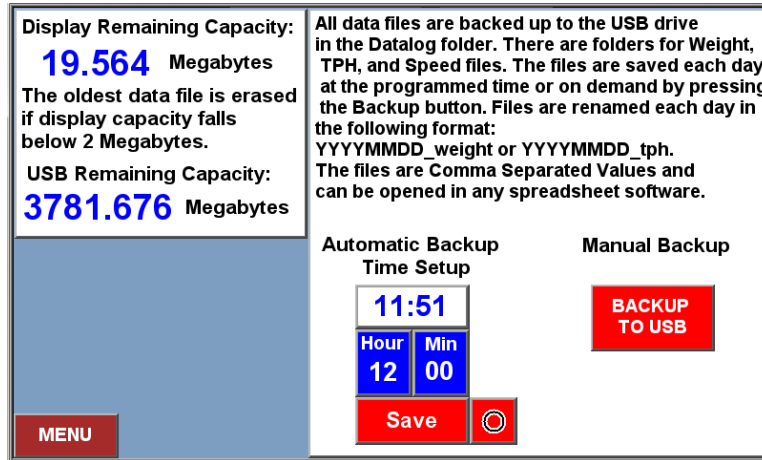 Display Remaining Capacity:
19.564 Megabytes
The oldest data file is erased
if display capacity falls
below 2 Megabytes.
USB Remaining Capacity:
3781.676 Megabytes
MENU
All data files are backed up to the USB drive
in the Datalog folder. There are folders for Weight,
TPH, and Speed files. The files are saved each day
at the programmed time or on demand by pressing
the Backup button. Files are renamed each day in
the following format:
YYYYMMDD_weight or YYYYMMDD_tph.
The files are Comma Separated Values and
can be opened in any spreadsheet software.
Automatic Backup
Time Setup
11:51
Hour Min
12 00
Save
Manual Backup
BACKUP
TO USB